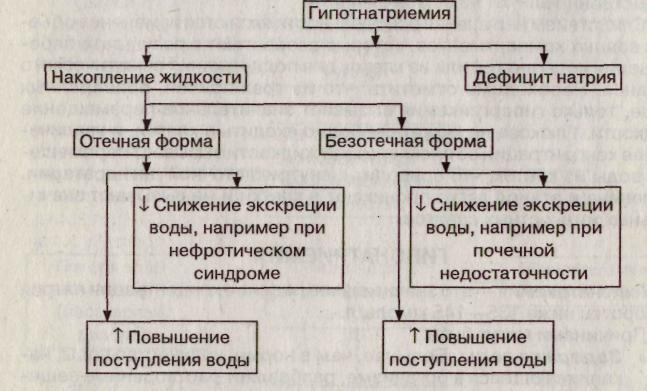 Гипотнатриемия
Накопление жидкости
Дефицит натрия
Отечная форма
Безотечная форма
↓ Снижение экскреции
воды, например при
нефротическом
синдроме
↓ Снижение экскреции
воды, например при
почечной
недостаточности
↑ Повышение
поступления воды
↑ Повышение
поступления воды